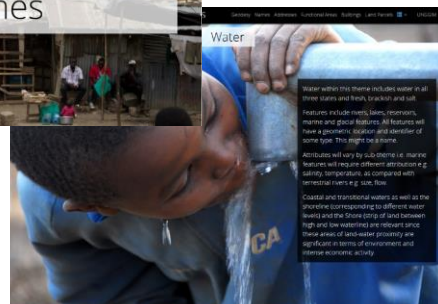 nes
Geodesy Names Addresses Functional Areas Buildings Land Parcels
Water
Water within this theme includes water in all
three states and fresh, brackish and salt.
Features include rivers, lakes, reservoirs,
marine and glacial features. All features will
have a geometric location and identifier of
some type. This might be a name.
Attributes will vary by sub-theme i.e. marine
features will require different attribution e.g.
salinity, temperature, as compared with
terrestrial rivers e.g. size, flow.
Coastal and transitional waters as well as the
shoreline (corresponding to different water
levels) and the Shore (strip of land between
high and low waterline) are relevant since
these areas of land-water proximity are
significant in terms of environment and
intense economic activity.
CA